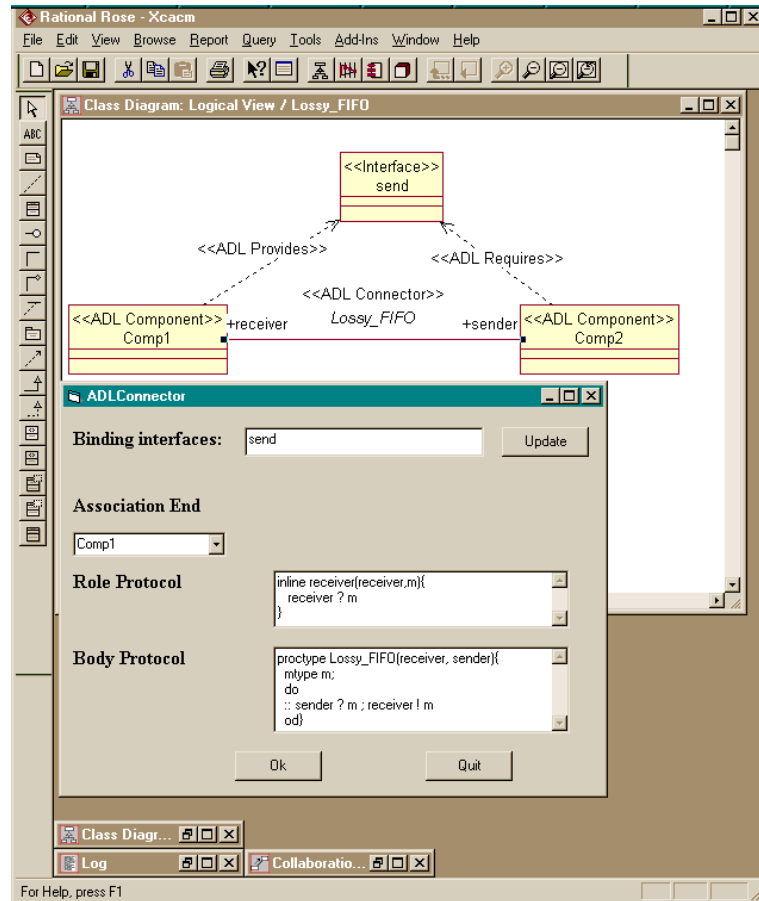 Rational Rose - Xcacm
File Edit View Browse Report Query Tools Add-Ins Window Help
Class Diagram: Logical View / Lossy_FIFO
ABC
<<Interface>>
send
<<ADL Provides>>
<<ADL Requires>>
<<ADL Connector>>
Lossy_FIFO
<<ADL Component>>
Comp1
+receiver
+sender
<<ADL Component>>
Comp2
ADLConnector
Binding interfaces:
send
Update
Association End
Comp1
Role Protocol
inline receiver(receiver,m){
receiver ? m
}
Body Protocol
proctype Lossy_FIFO(receiver, sender){
mtype m;
do
:: sender ? m ; receiver ! m
od}
Ok
Quit
Class Diagr...
Log
Collaboratio...
For Help, press F1